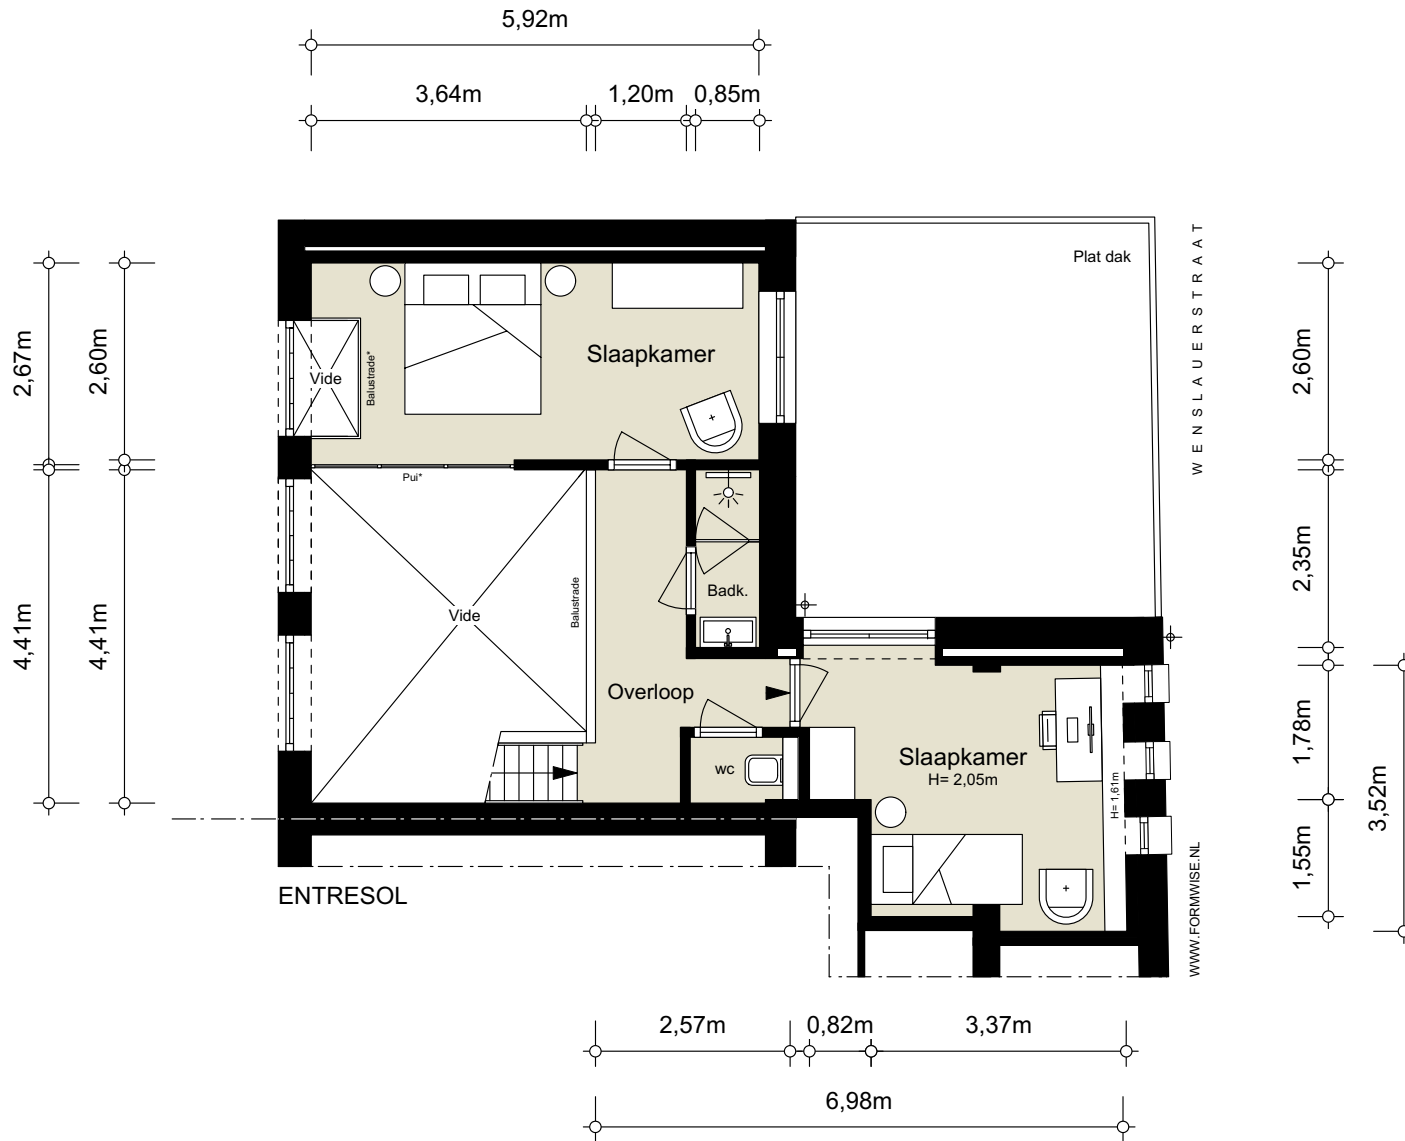 5,92m
3,64m
1,20m
0,85m
Plat dak
WENSLAUERSTRAAT
2,67m
2,60m
2,60m
Slaapkamer
Vide
Balustrade*
Pui*
2,35m
4,41m
4,41m
Vide
Balustrade
Badk.
Overloop
Slaapkamer
H= 2,05m
H= 1,61m
wc
1,78m
3,52m
1,55m
ENTRESOL
WWW.FORMWISE.NL
2,57m
0,82m
3,37m
6,98m